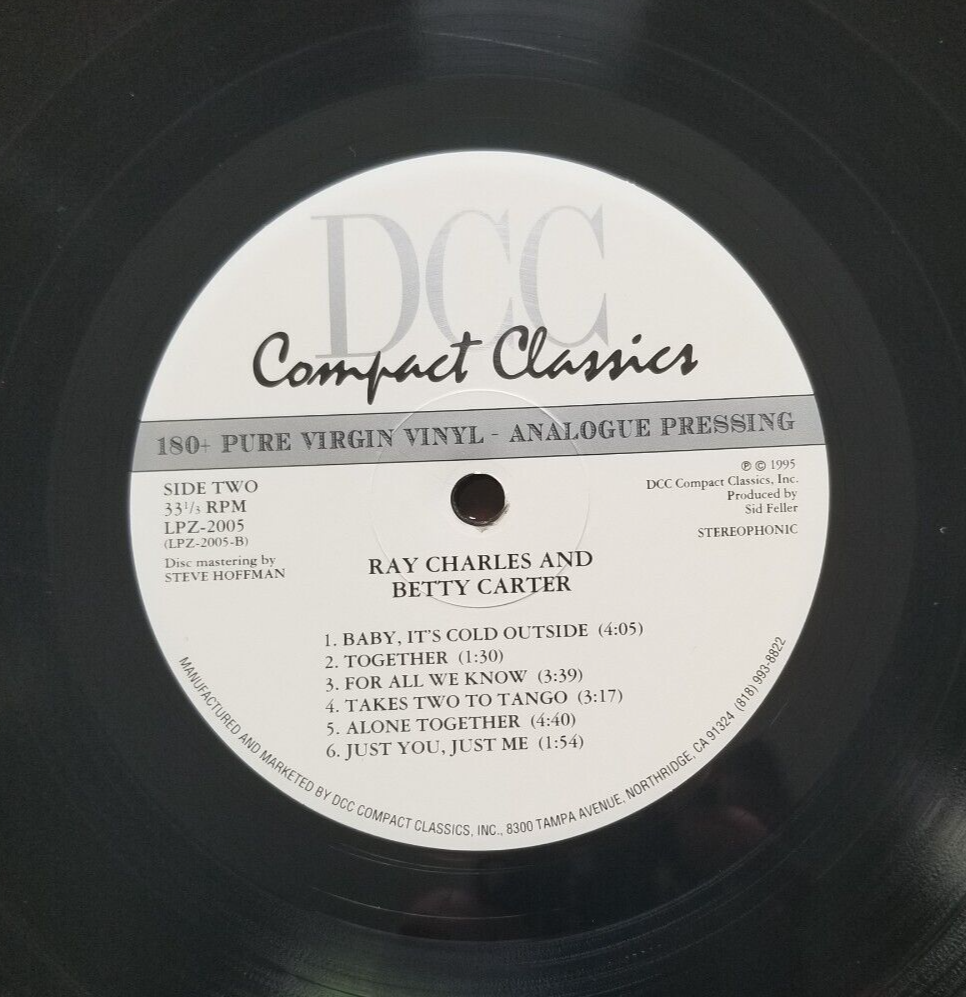 DCC
Compact Classics
180+ PURE VIRGIN VINYL - ANALOGUE PRESSING
SIDE TWO
33 1/3 RPM
LPZ-2005
(LPZ-2005-B)
Disc mastering by
STEVE HOFFMAN
℗ © 1995
DCC Compact Classics, Inc.
Produced by
Sid Feller
STEREOPHONIC
RAY CHARLES AND
BETTY CARTER
1. BABY, IT'S COLD OUTSIDE (4:05)
2. TOGETHER (1:30)
3. FOR ALL WE KNOW (3:39)
4. TAKES TWO TO TANGO (3:17)
5. ALONE TOGETHER (4:40)
6. JUST YOU, JUST ME (1:54)
MANUFACTURED AND MARKETED BY DCC COMPACT CLASSICS, INC., 8300 TAMPA AVENUE, NORTHRIDGE, CA 91324 (818) 993-8822